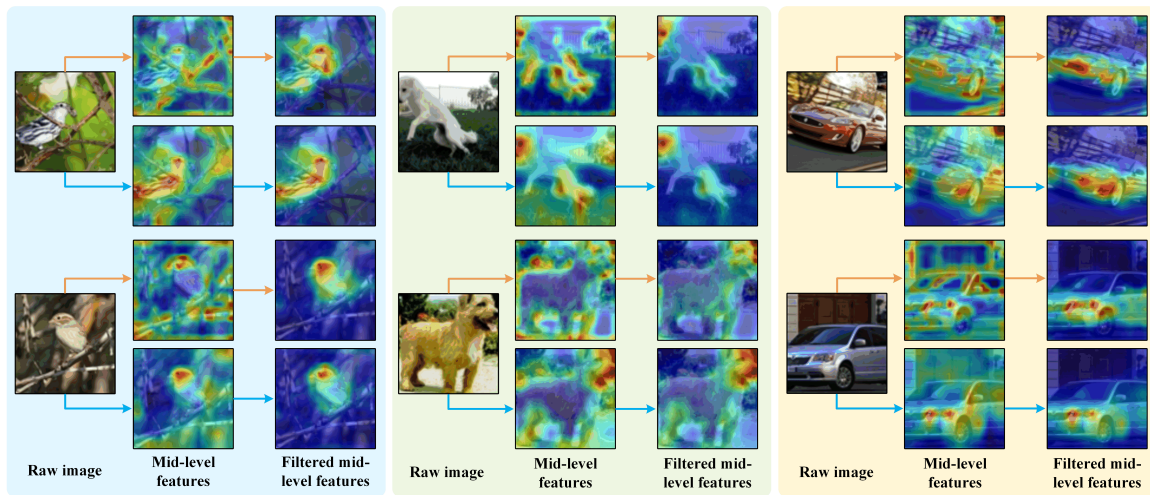 Raw image
Mid-level
features
Filtered mid-
level features
Raw image
Mid-level
features
Filtered mid-
level features
Raw image
Mid-level
features
Filtered mid-
level features